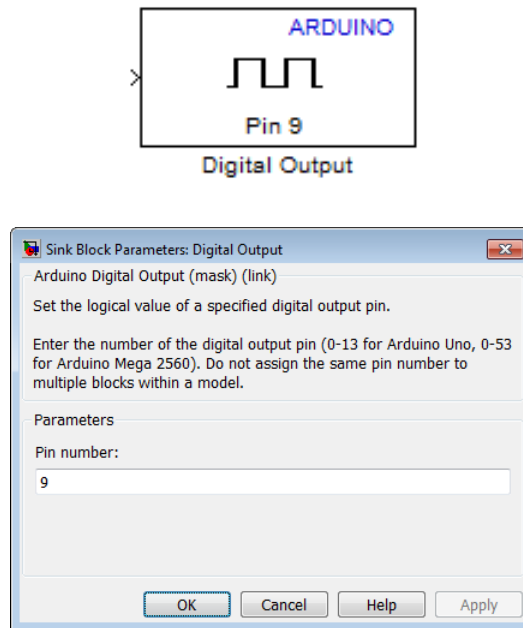 ARDUINO
Pin 9
Digital Output
Sink Block Parameters: Digital Output
Arduino Digital Output (mask) (link)
Set the logical value of a specified digital output pin.
Enter the number of the digital output pin (0-13 for Arduino Uno, 0-53
for Arduino Mega 2560). Do not assign the same pin number to
multiple blocks within a model.
Parameters
Pin number:
9
OK Cancel Help Apply